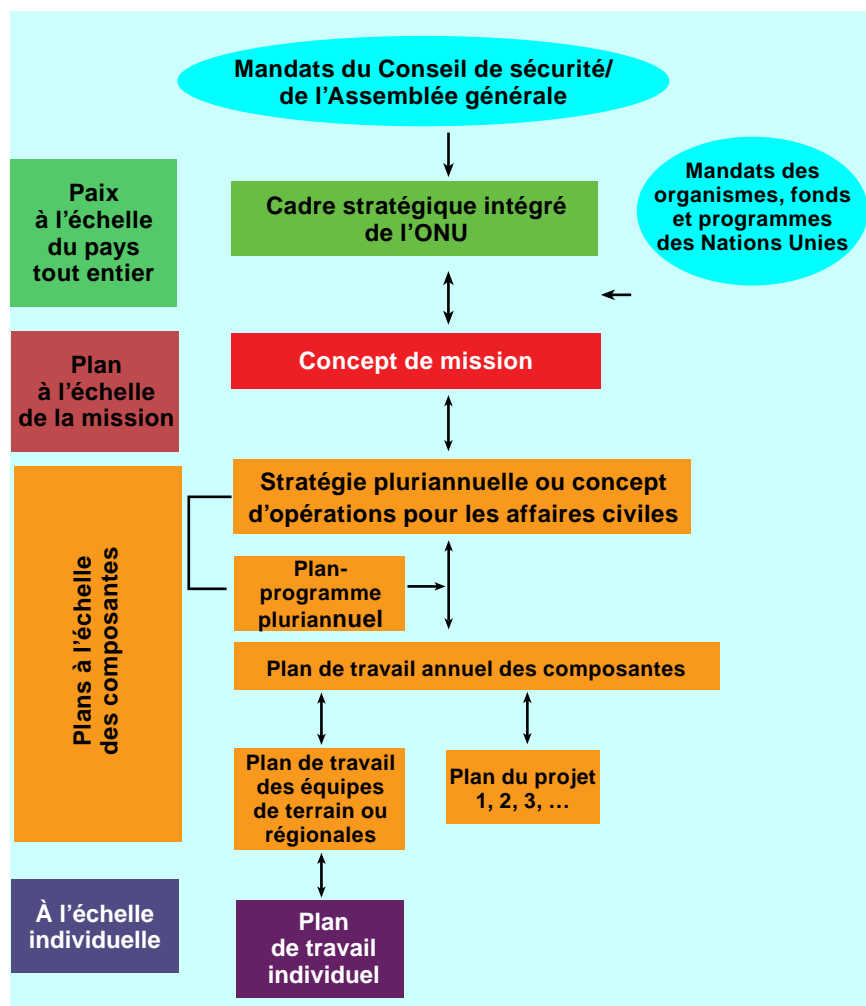 Mandats du Conseil de sécurité/
de l’Assemblée générale
Mandats des
organismes, fonds
et programmes
des Nations Unies
Paix
à l’échelle
du pays
tout entier
Cadre stratégique intégré
de l’ONU
Plan
à l’échelle
de la mission
Concept de mission
Plans à l’échelle
des composantes
Stratégie pluriannuelle ou concept
d’opérations pour les affaires civiles
Plan-
programme
pluriannuel
Plan de travail annuel des composantes
Plan de travail
des équipes
de terrain ou
régionales
Plan du projet
1, 2, 3, …
À l’échelle
individuelle
Plan
de travail
individuel